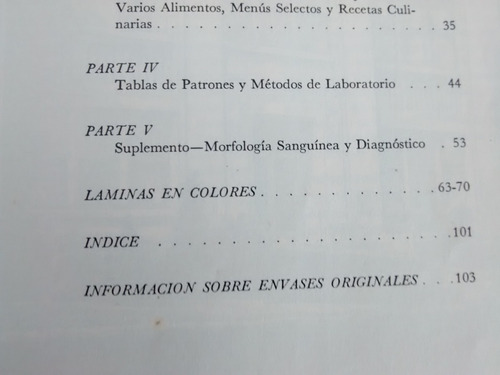 Varios Alimentos, Menús Selectos y Recetas Culi-
narias . . . . . . . . . . . . . . . . . . . . . 35
PARTE IV
Tablas de Patrones y Métodos de Laboratorio . . . 44
PARTE V
Suplemento—Morfología Sanguínea y Diagnóstico . 53
LAMINAS EN COLORES . . . . . . . . . . . . 63-70
INDICE . . . . . . . . . . . . . . . . . . . . 101
INFORMACION SOBRE ENVASES ORIGINALES . . . 103